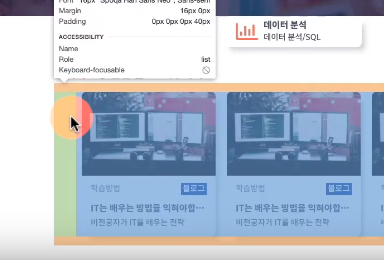 Font 16px "Spoqa Han Sans Neo", Sans-seri
Margin 16px 0px
Padding 0px 0px 0px 40px
ACCESSIBILITY
Name
Role list
Keyboard-focusable
데이터 분석
데이터 분석/SQL
학습방법 블로그
학습방법 블로그
IT는 배우는 방법을 익혀야합···
IT는 배우는 방법을 익혀야합···
비전공자가 IT를 배우는 전략
비전공자가 IT를 배우는 전략